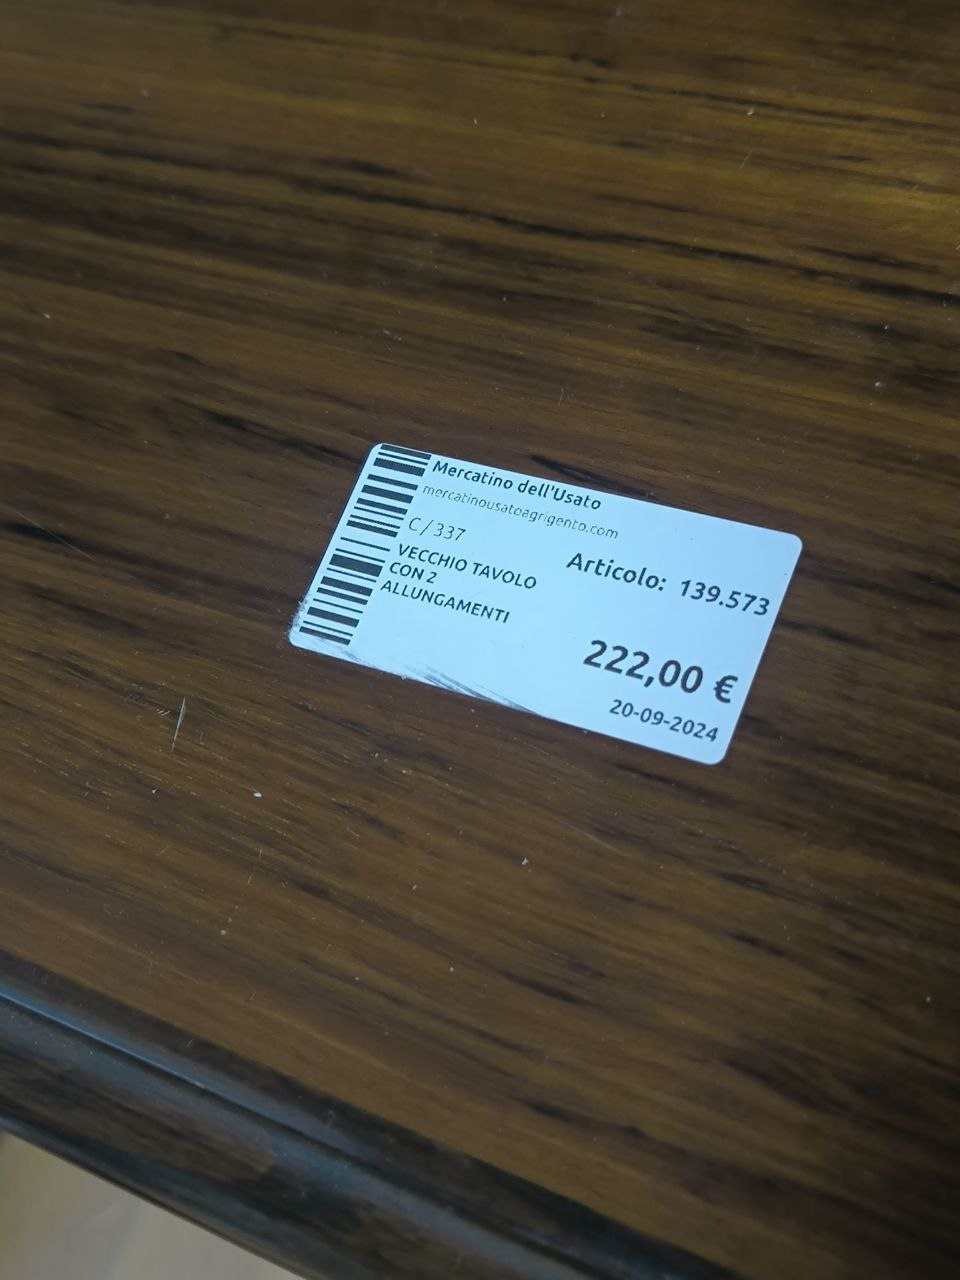 Mercatino dell'Usato
mercatinousatoagrigento.com
C / 337
Articolo: 139.573
VECCHIO TAVOLO
CON 2
ALLUNGAMENTI
222,00 €
20-09-2024